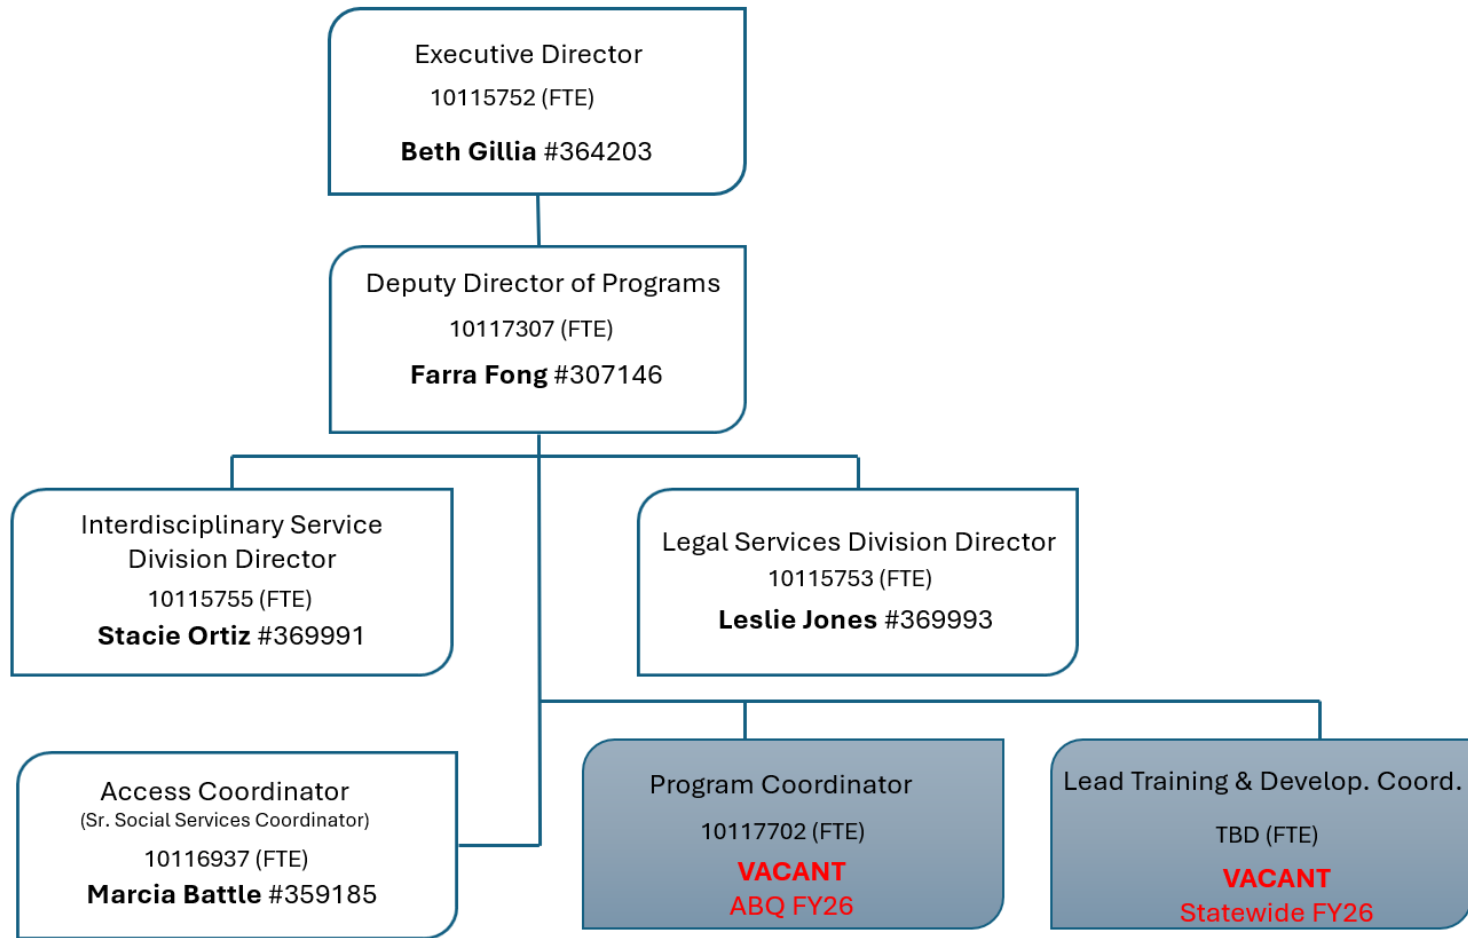 Executive Director
10115752 (FTE)
Beth Gillia #364203
Deputy Director of Programs
10117307 (FTE)
Farra Fong #307146
Interdisciplinary Service
Division Director
10115755 (FTE)
Stacie Ortiz #369991
Legal Services Division Director
10115753 (FTE)
Leslie Jones #369993
Access Coordinator
(Sr. Social Services Coordinator)
10116937 (FTE)
Marcia Battle #359185
Program Coordinator
10117702 (FTE)
VACANT
ABQ FY26
Lead Training & Develop. Coord.
TBD (FTE)
VACANT
Statewide FY26